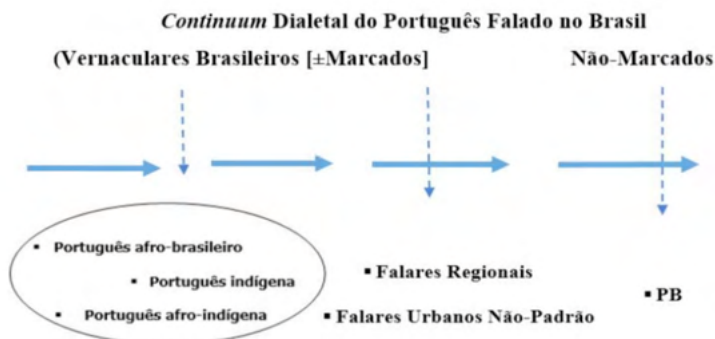 Continuum Dialetal do Português Falado no Brasil
(Vernaculares Brasileiros [±Marcados] Não-Marcados
▪ Português afro-brasileiro
▪ Português indígena
▪ Português afro-indígena
▪ Falares Regionais
▪ Falares Urbanos Não-Padrão
▪ PB